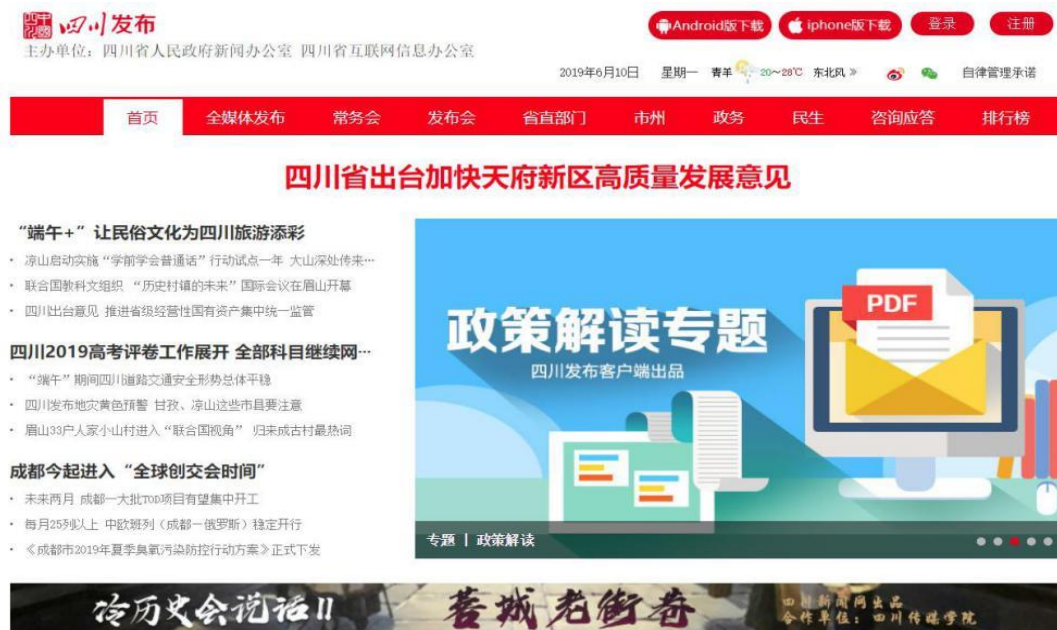 中國四川 四川发布
Android版下载 iphone版下载 登录 注册
主办单位：四川省人民政府新闻办公室 四川省互联网信息办公室
2019年6月10日 星期一 青羊 20~28℃ 东北风 » 自律管理承诺
首页 全媒体发布 常务会 发布会 省直部门 市州 政务 民生 咨询应答 排行榜
四川省出台加快天府新区高质量发展意见
“端午+”让民俗文化为四川旅游添彩
· 凉山启动实施“学前学会普通话”行动试点一年 大山深处传来…
· 联合国教科文组织 “历史村镇的未来”国际会议在眉山开幕
· 四川出台意见 推进省级经营性国有资产集中统一监管
四川2019高考评卷工作展开 全部科目继续网…
· “端午”期间四川道路交通安全形势总体平稳
· 四川发布地灾黄色预警 甘孜、凉山这些市县要注意
· 眉山33户人家小山村进入“联合国视角” 归来成古村最热词
成都今起进入“全球创交会时间”
· 未来两月 成都一大批TOD项目有望集中开工
· 每月25列以上 中欧班列（成都—俄罗斯）稳定开行
· 《成都市2019年夏季臭氧污染防控行动方案》正式下发
政策解读专题
四川发布客户端出品
PDF
专题 | 政策解读
冷历史会说话!! 蓉城老街巷
四川新闻网出品
合作单位：四川传媒学院